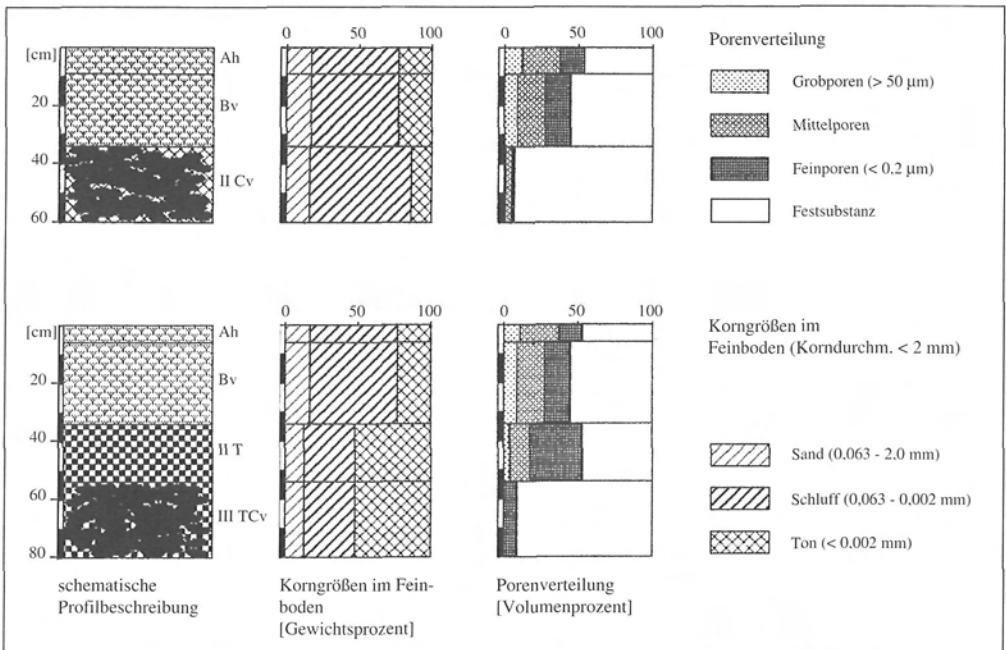 0 50 100
0 50 100
[cm]
Ah
20
Bv
40
II Cv
60
Porenverteilung
Grobporen (> 50 µm)
Mittelporen
Feinporen (< 0.2 µm)
Festsubstanz
0 50 100
0 50 100
[cm]
Ah
20
Bv
40
II T
60
III TCv
80
Korngrößen im
Feinboden (Korndurchm. < 2 mm)
Sand (0.063 - 2.0 mm)
Schluff (0,063 - 0.002 mm)
Ton (< 0.002 mm)
schematische
Profilbeschreibung
Korngrößen im Fein-
boden
[Gewichtsprozent]
Porenverteilung
[Volumenprozent]